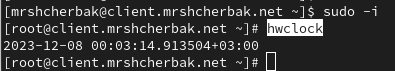 [mrshcherbak@client.mrshcherbak.net ~]$ sudo -i
[root@client.mrshcherbak.net ~]# hwclock
2023-12-08 00:03:14.913504+03:00
[root@client.mrshcherbak.net ~]#